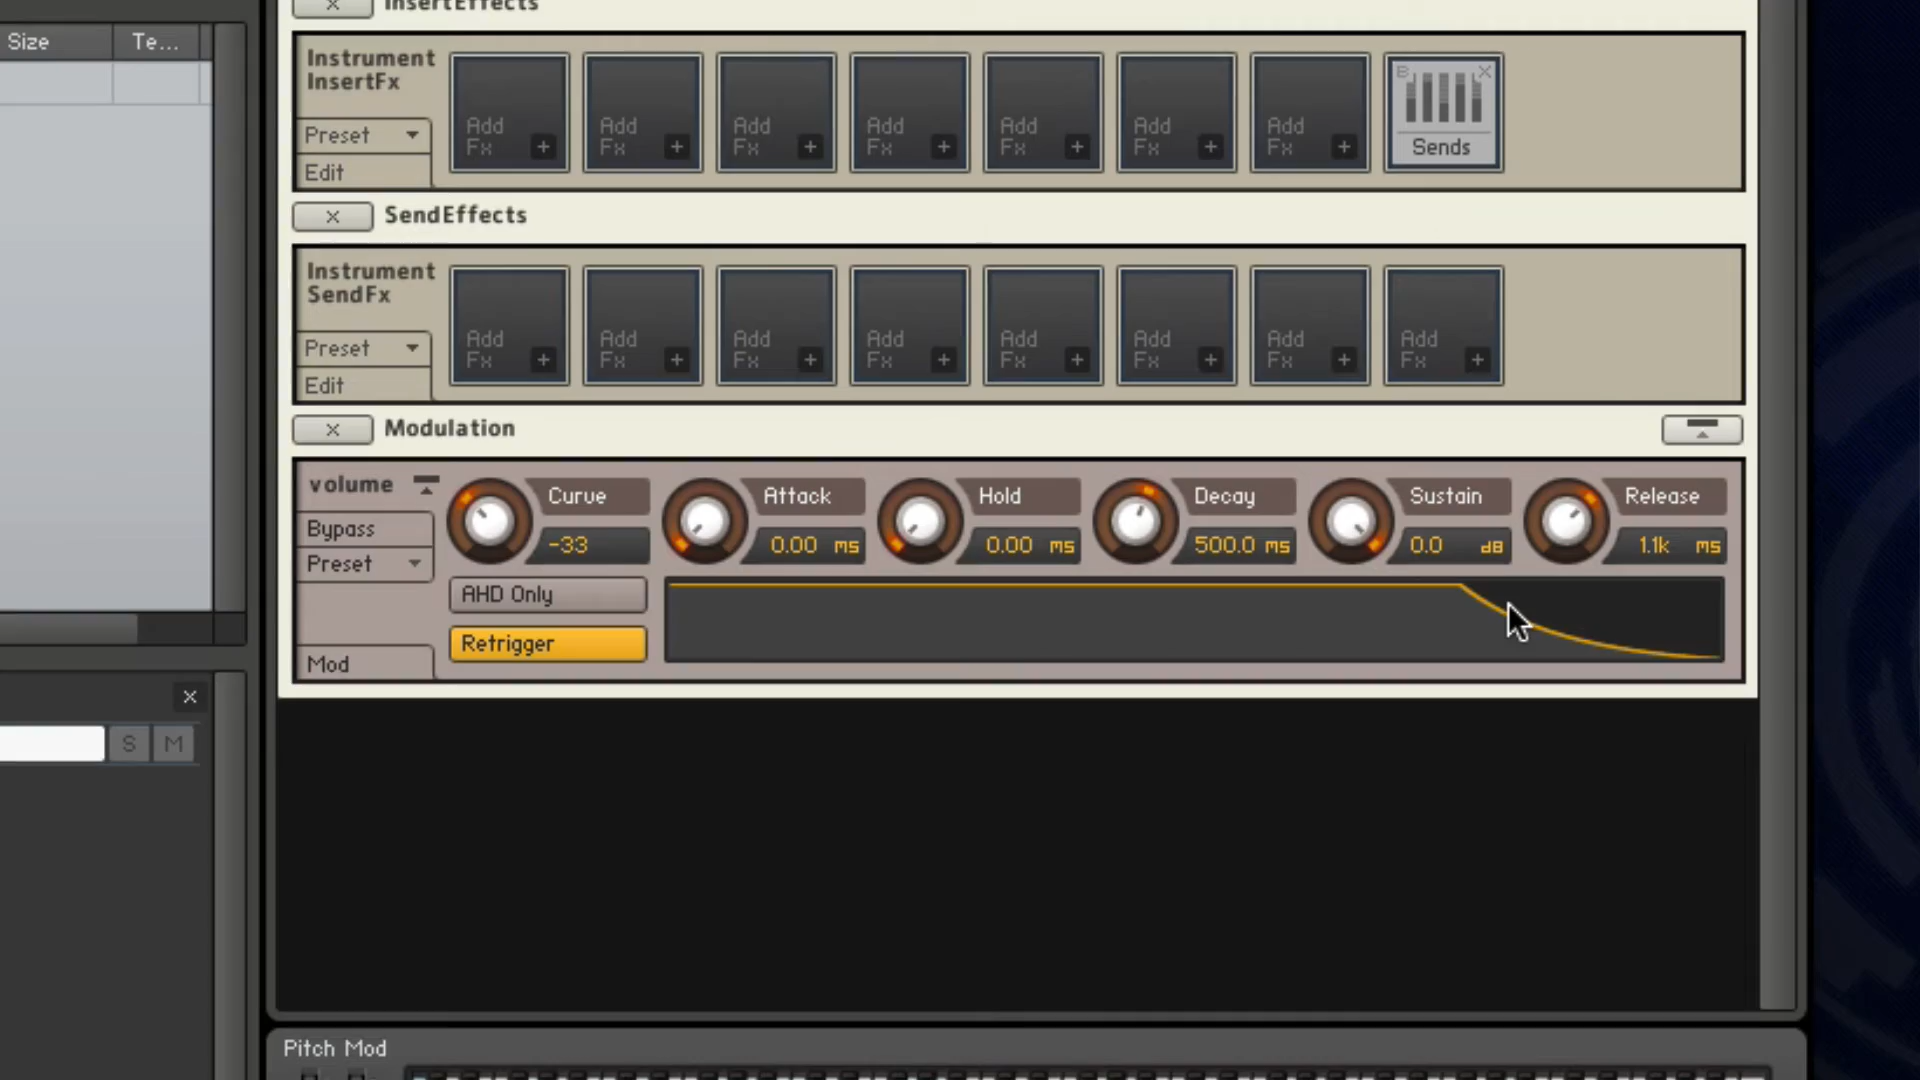 Size Te...
InsertEffects
Instrument
InsertFx
Preset
Edit
Add Fx +
Add Fx +
Add Fx +
Add Fx +
Add Fx +
Add Fx +
Add Fx +
B X
Sends
X SendEffects
Instrument
SendFx
Preset
Edit
Add Fx +
Add Fx +
Add Fx +
Add Fx +
Add Fx +
Add Fx +
Add Fx +
Add Fx +
X Modulation
volume
Bypass
Preset
Mod
Curve
-33
Attack
0.00 ms
Hold
0.00 ms
Decay
500.0 ms
Sustain
0.0 dB
Release
1.1k ms
AHD Only
Retrigger
X
S M
Pitch Mod